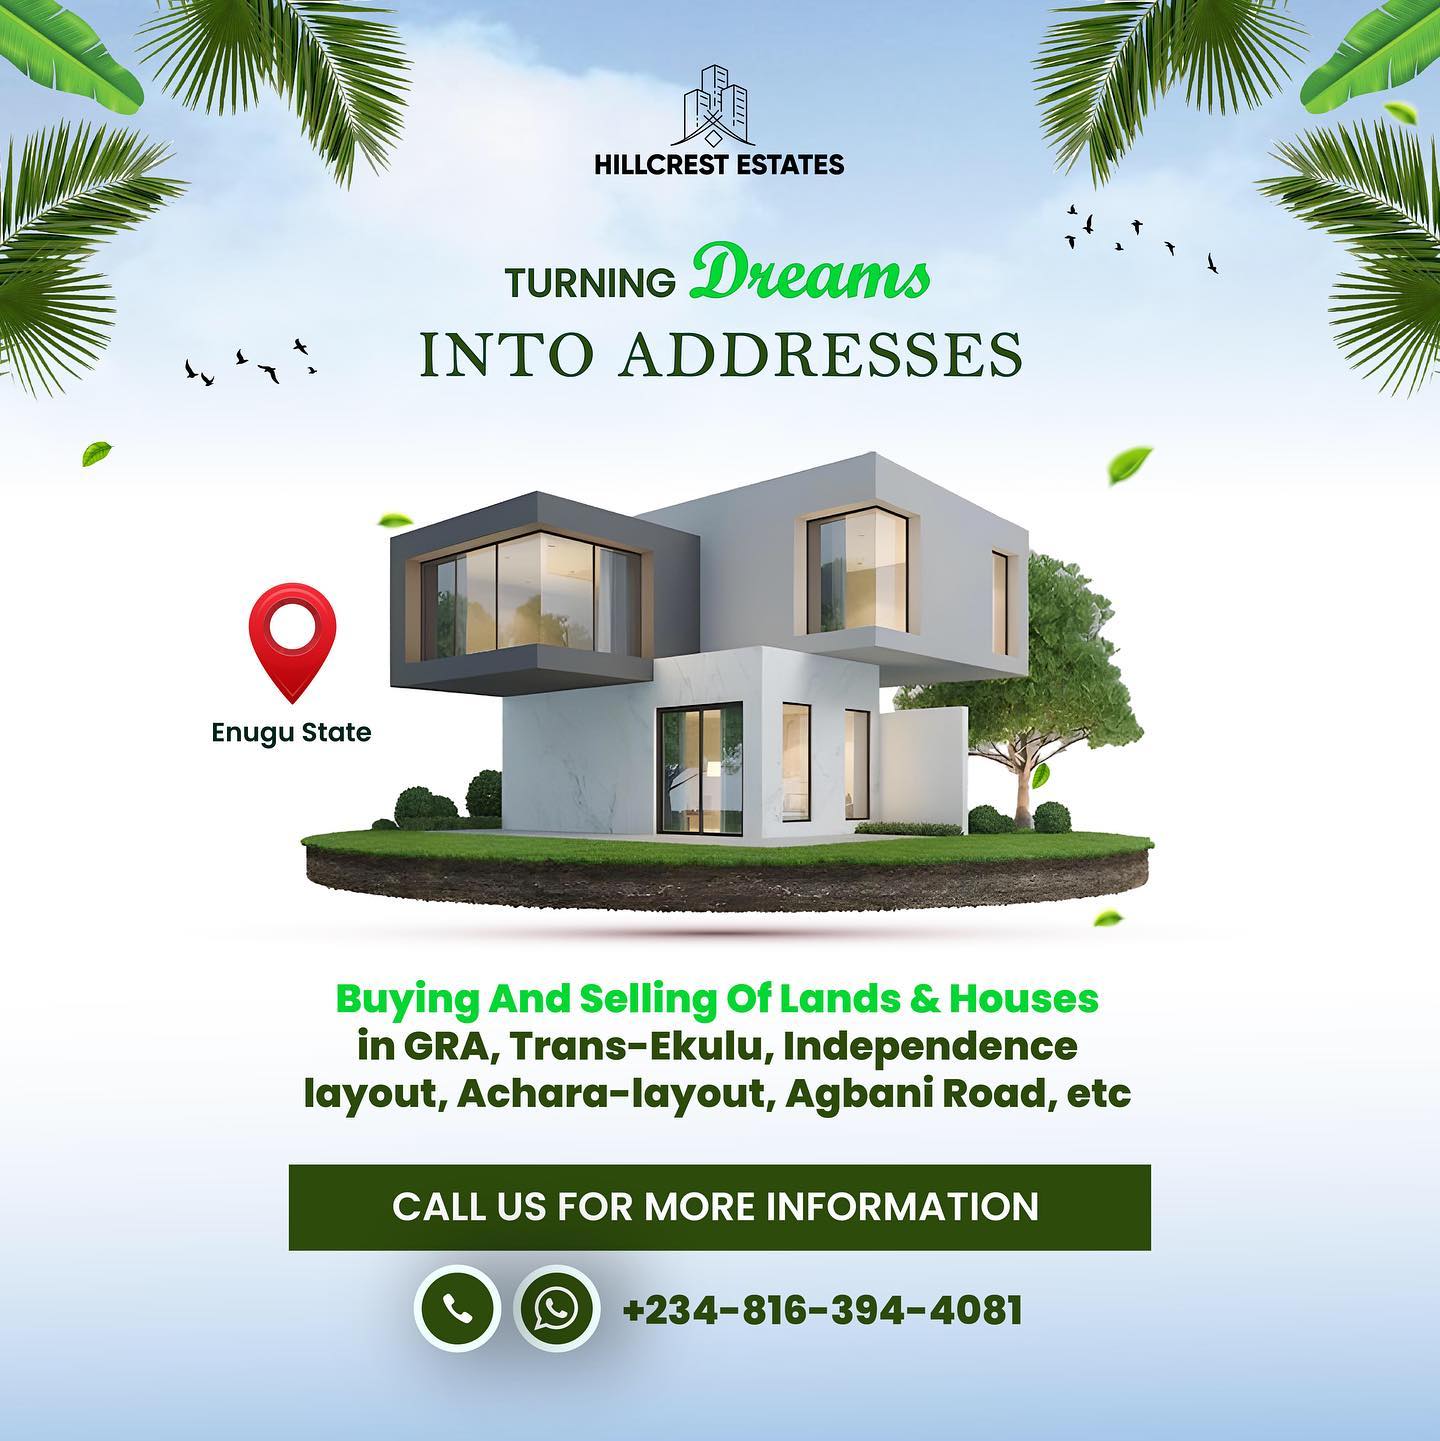 HILLCREST ESTATES
TURNING Dreams
INTO ADDRESSES
Enugu State
Buying And Selling Of Lands & Houses
in GRA, Trans-Ekulu, Independence
layout, Achara-layout, Agbani Road, etc
CALL US FOR MORE INFORMATION
+234-816-394-4081